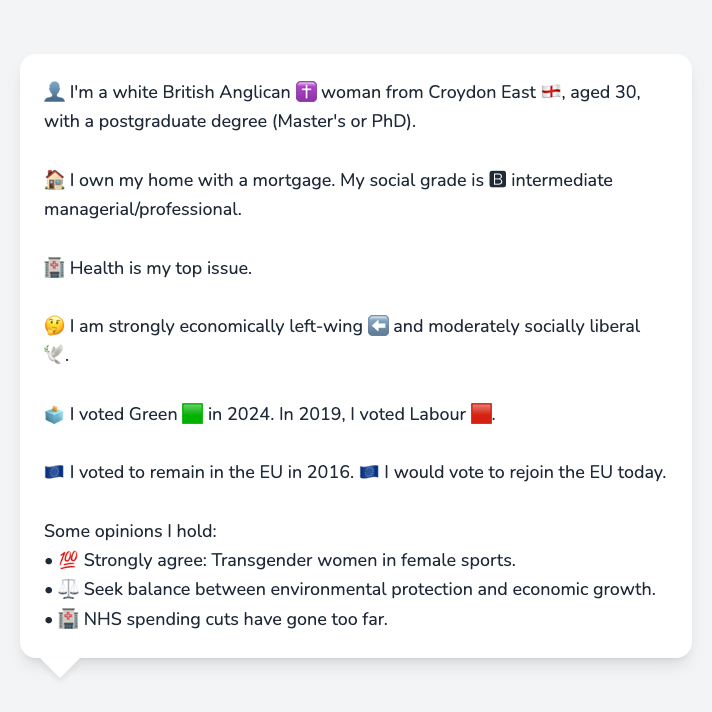 👤 I'm a white British Anglican ✝️ woman from Croydon East 🏴󠁧󠁢󠁥󠁮󠁧󠁿, aged 30,
with a postgraduate degree (Master's or PhD).
🏠 I own my home with a mortgage. My social grade is 🅱 intermediate
managerial/professional.
🏥 Health is my top issue.
🤔 I am strongly economically left-wing ⬅️ and moderately socially liberal
🕊️.
🗳️ I voted Green 🟩 in 2024. In 2019, I voted Labour 🟥.
🇪🇺 I voted to remain in the EU in 2016. 🇪🇺 I would vote to rejoin the EU today.
Some opinions I hold:
• 💯 Strongly agree: Transgender women in female sports.
• ⚖️ Seek balance between environmental protection and economic growth.
• 🏥 NHS spending cuts have gone too far.